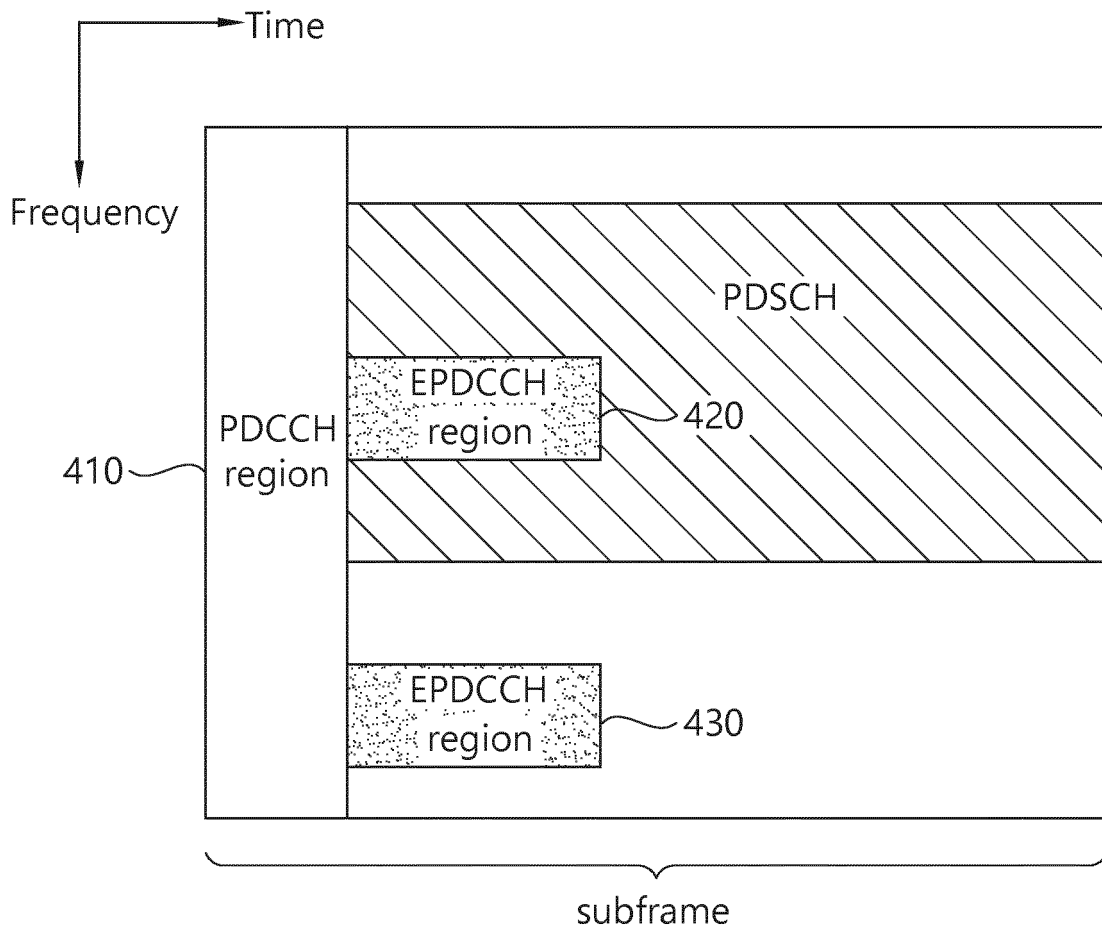 Time
Frequency
PDSCH
EPDCCH
region
420
PDCCH
region
410
EPDCCH
region
430
subframe